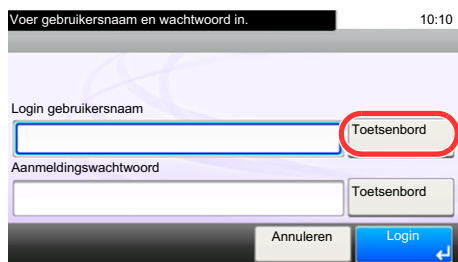 Voer gebruikersnaam en wachtwoord in. 10:10
Login gebruikersnaam
Toetsenbord
Aanmeldingswachtwoord
Toetsenbord
Annuleren Login